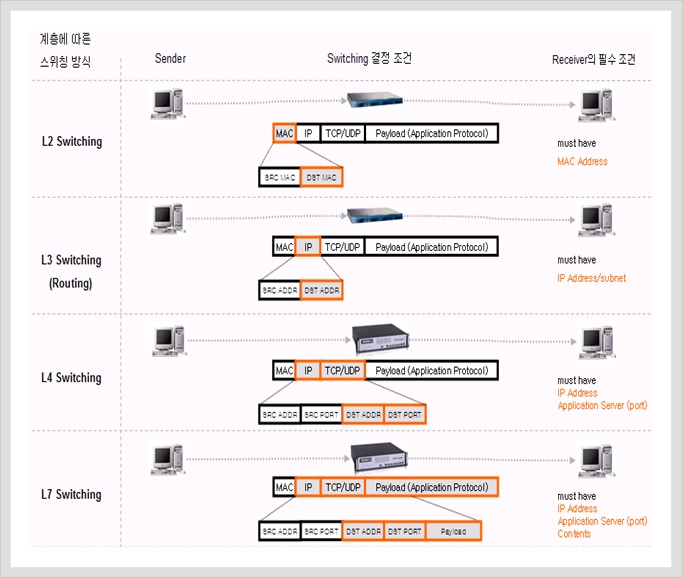 계층에 따른
스위칭 방식
Sender
Switching 결정 조건
Receiver의 필수 조건
L2 Switching
MAC IP TCP/UDP Payload (Application Protocol)
SRC MAC DST MAC
must have
MAC Address
L3 Switching
(Routing)
MAC IP TCP/UDP Payload (Application Protocol)
SRC ADDR DST ADDR
must have
IP Address/subnet
L4 Switching
MAC IP TCP/UDP Payload (Application Protocol)
SRC ADDR SRC PORT DST ADDR DST PORT
must have
IP Address
Application Server (port)
L7 Switching
MAC IP TCP/UDP Payload (Application Protocol)
SRC ADDR SRC PORT DST ADDR DST PORT Payload
must have
IP Address
Application Server (port)
Contents